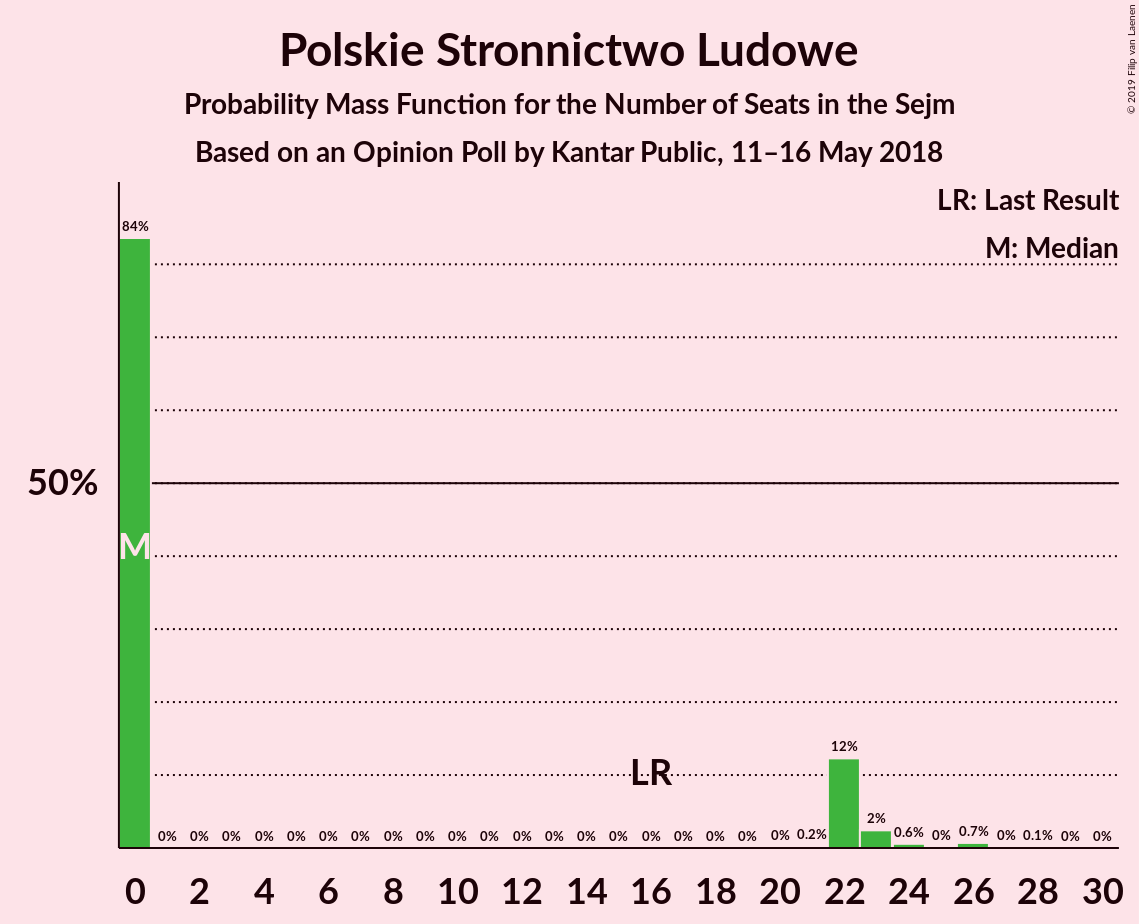 Polskie Stronnictwo Ludowe
Probability Mass Function for the Number of Seats in the Sejm
Based on an Opinion Poll by Kantar Public, 11–16 May 2018
© 2019 Filip van Laenen
LR: Last Result
M: Median
50%
84% 0% 0% 0% 0% 0% 0% 0% 0% 0% 0% 0% 0% 0% 0% 0% 0% 0% 0% 0% 0% 0.2% 12% 2% 0.6% 0% 0.7% 0% 0.1% 0% 0%
M
LR
0 2 4 6 8 10 12 14 16 18 20 22 24 26 28 30